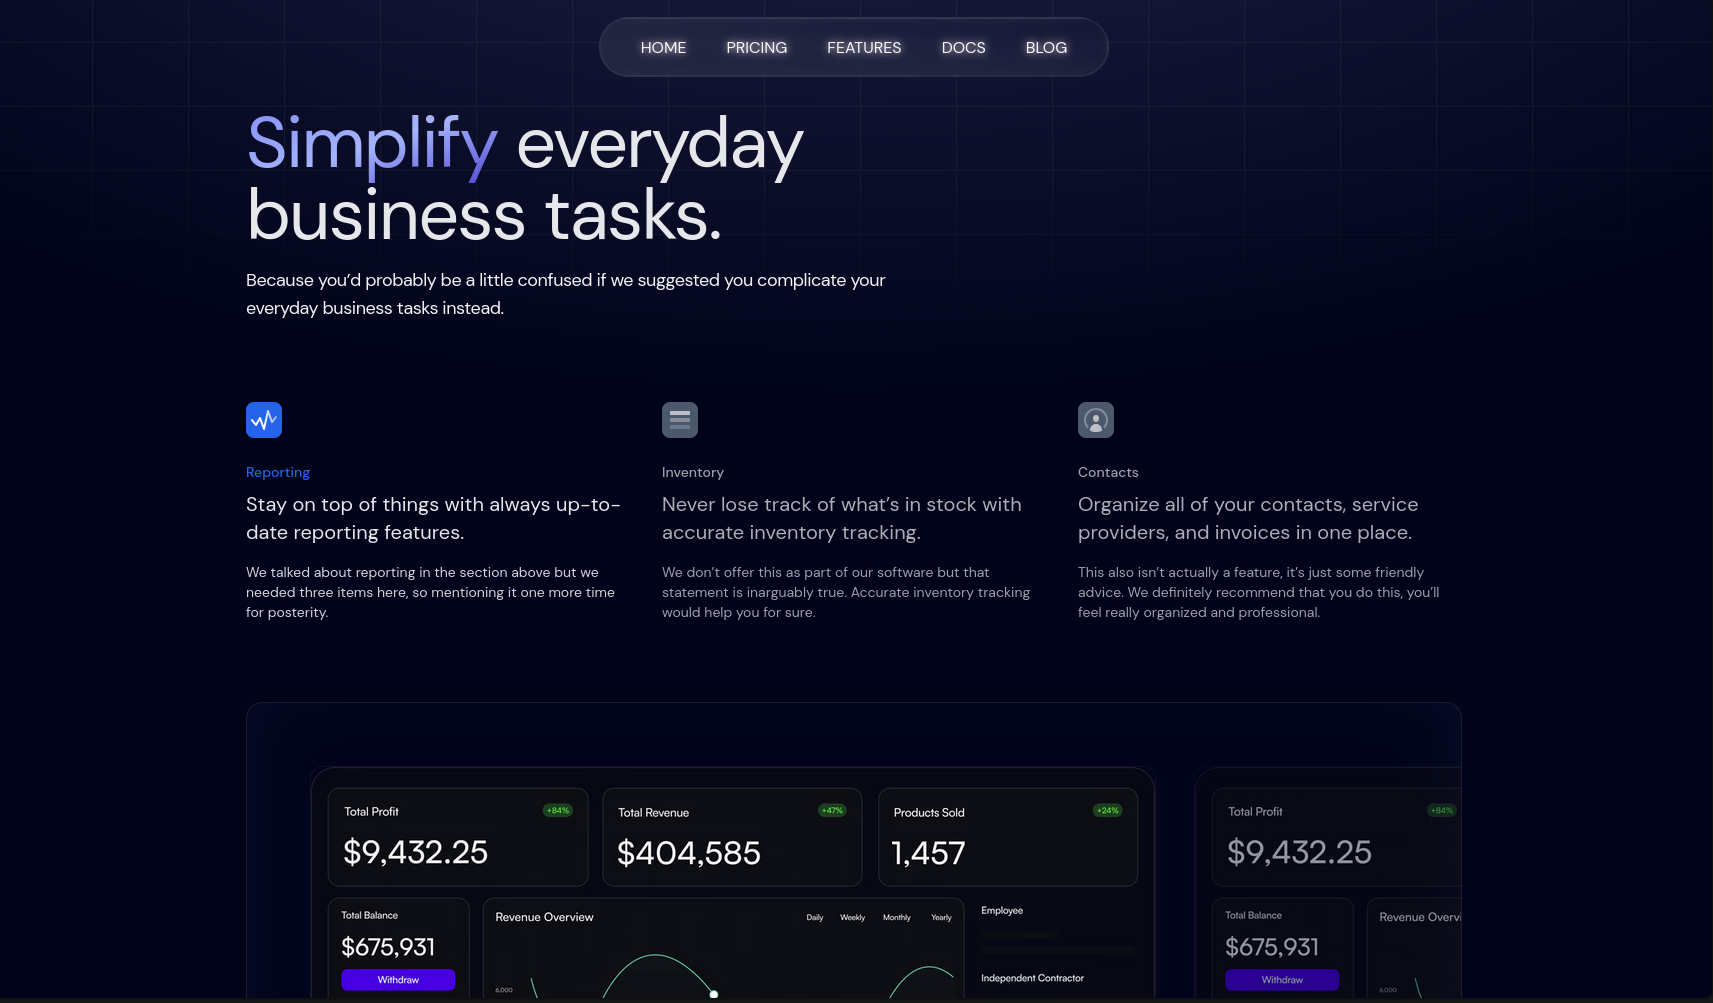 HOME PRICING FEATURES DOCS BLOG
Simplify everyday
business tasks.
Because you’d probably be a little confused if we suggested you complicate your
everyday business tasks instead.
Reporting
Stay on top of things with always up-to-
date reporting features.
We talked about reporting in the section above but we
needed three items here, so mentioning it one more time
for posterity.
Inventory
Never lose track of what’s in stock with
accurate inventory tracking.
We don’t offer this as part of our software but that
statement is inarguably true. Accurate inventory tracking
would help you for sure.
Contacts
Organize all of your contacts, service
providers, and invoices in one place.
This also isn’t actually a feature, it’s just some friendly
advice. We definitely recommend that you do this, you’ll
feel really organized and professional.
Total Profit +84%
$9,432.25
Total Revenue +47%
$404,585
Products Sold +24%
1,457
Total Balance
$675,931
Withdraw
Revenue Overview Daily Weekly Monthly Yearly
6,000
Employee
Independent Contractor
Total Profit +84%
$9,432.25
Total Balance
$675,931
Withdraw
Revenue Overvi
6,000